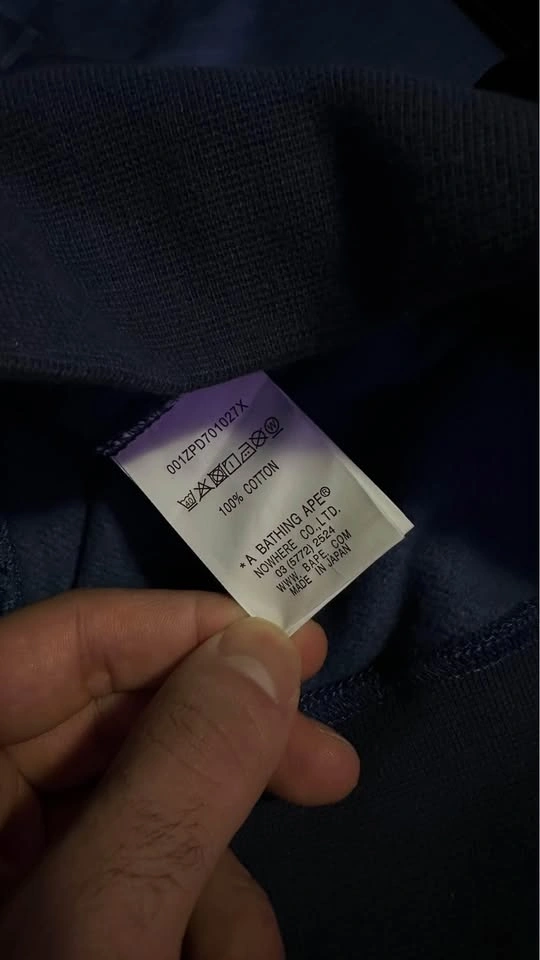 001ZPD701027X
100% COTTON
*A BATHING APE®
NOWHERE CO.,LTD.
03 (5772) 2524
WWW. BAPE. COM
MADE IN JAPAN